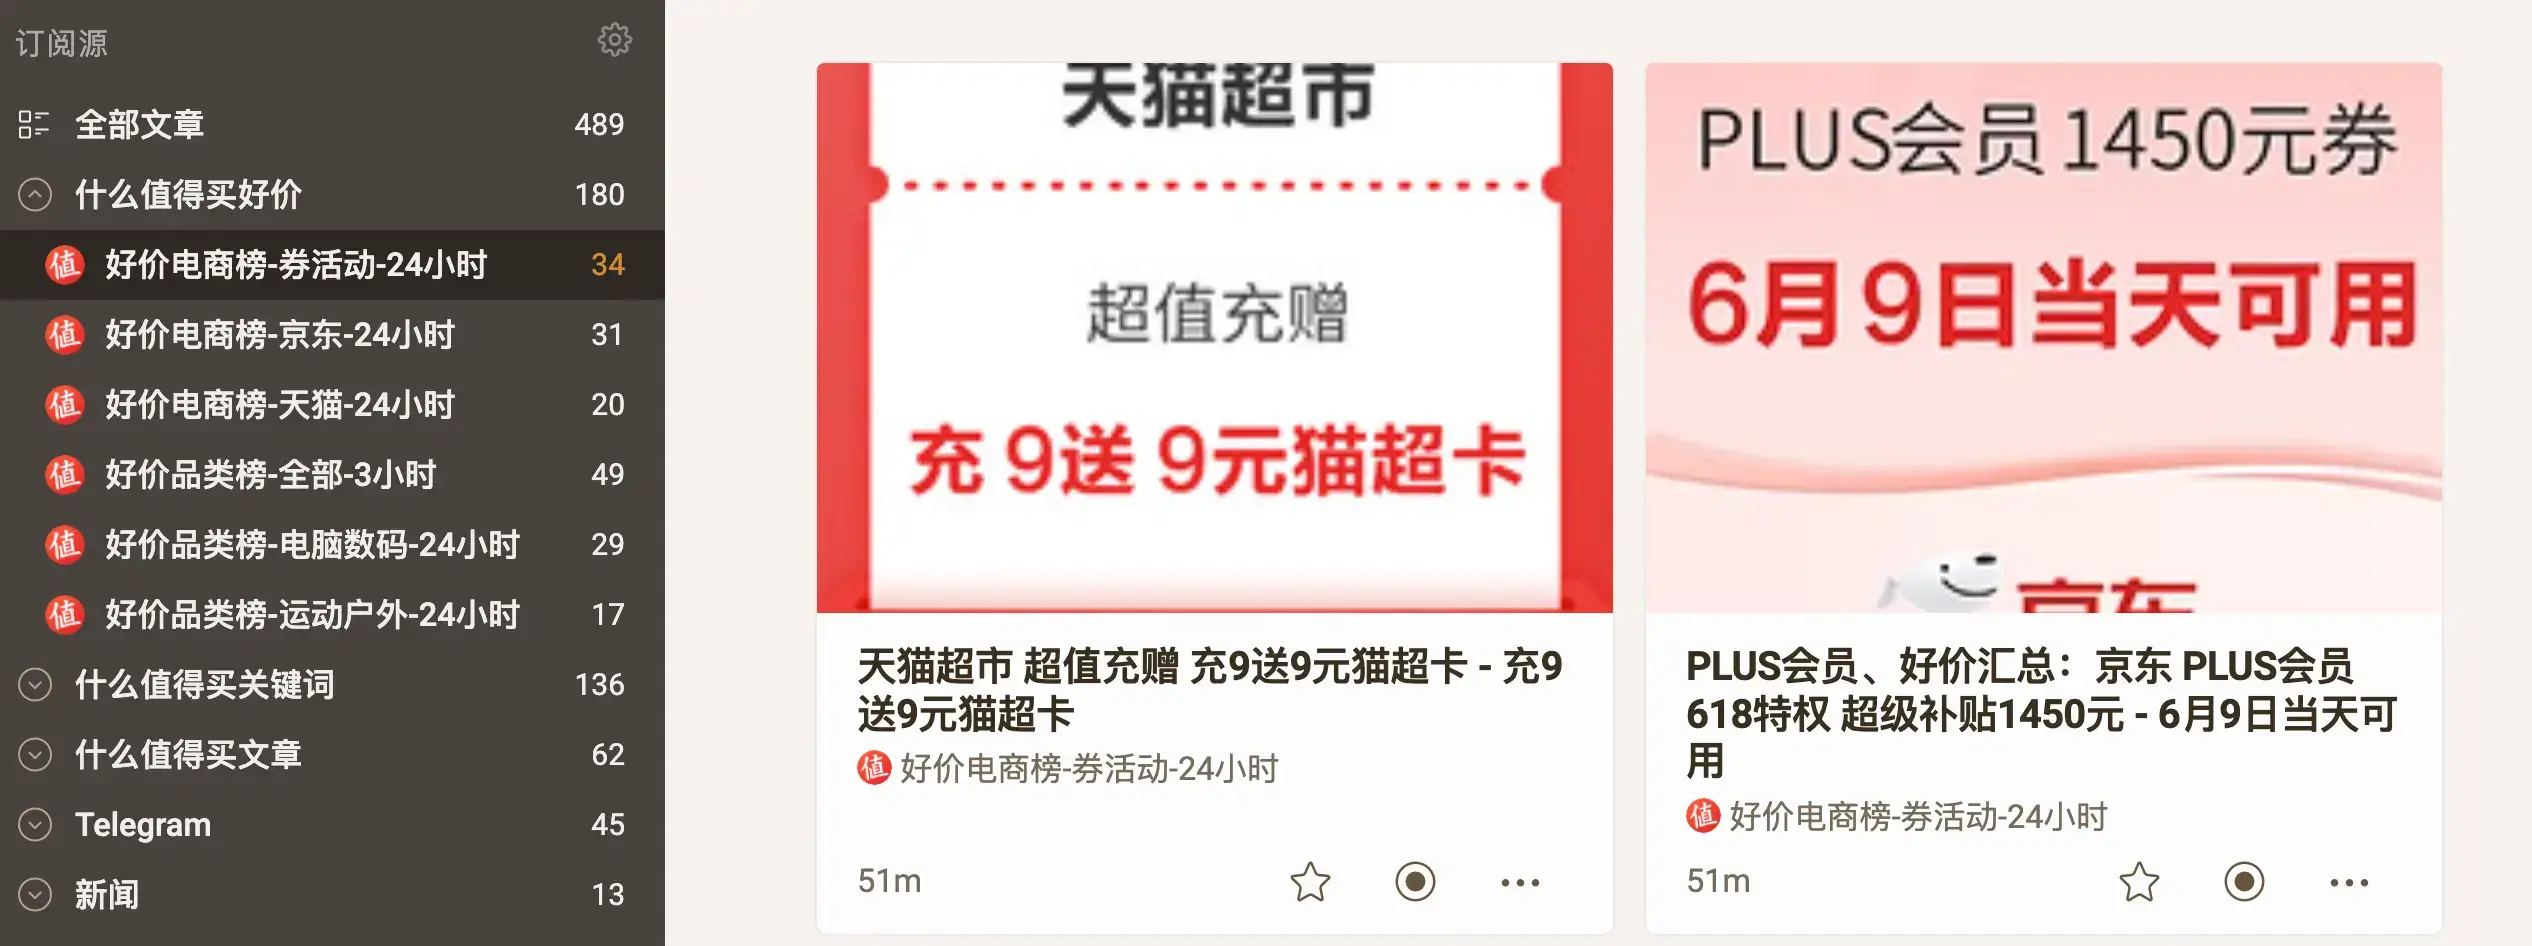 订阅源
全部文章 489
什么值得买好价 180
值 好价电商榜-券活动-24小时 34
值 好价电商榜-京东-24小时 31
值 好价电商榜-天猫-24小时 20
值 好价品类榜-全部-3小时 49
值 好价品类榜-电脑数码-24小时 29
值 好价品类榜-运动户外-24小时 17
什么值得买关键词 136
什么值得买文章 62
Telegram 45
新闻 13
天猫超市
超值充赠
充 9送 9元猫超卡
天猫超市 超值充赠 充9送9元猫超卡 - 充9
送9元猫超卡
值 好价电商榜-券活动-24小时
51m
PLUS会员 1450元券
6月9日当天可用
京东
PLUS会员、好价汇总：京东 PLUS会员
618特权 超级补贴1450元 - 6月9日当天可
用
值 好价电商榜-券活动-24小时
51m